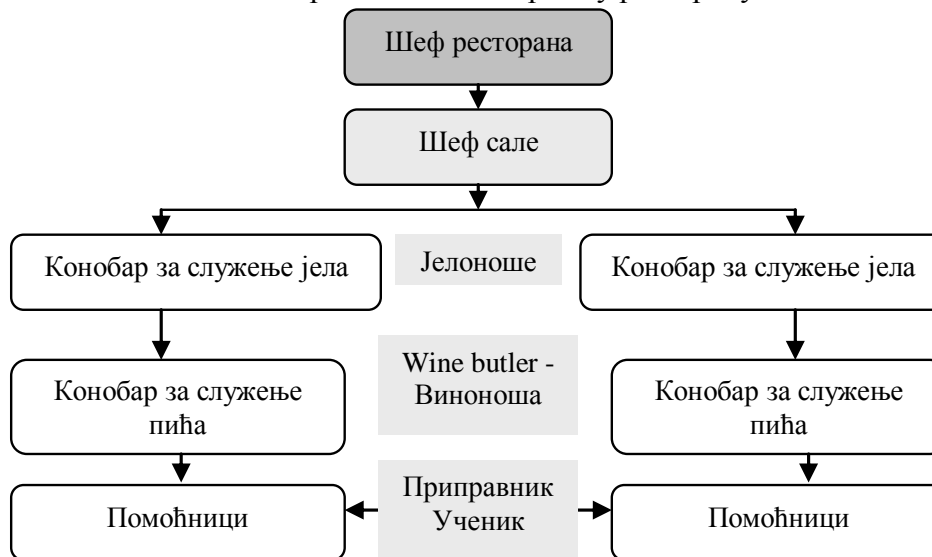 Шеф ресторана
Шеф сале
Конобар за служење јела
Јелоноше
Конобар за служење јела
Конобар за служење
пића
Wine butler -
Виноноша
Конобар за служење
пића
Помоћници
Приправник
Ученик
Помоћници